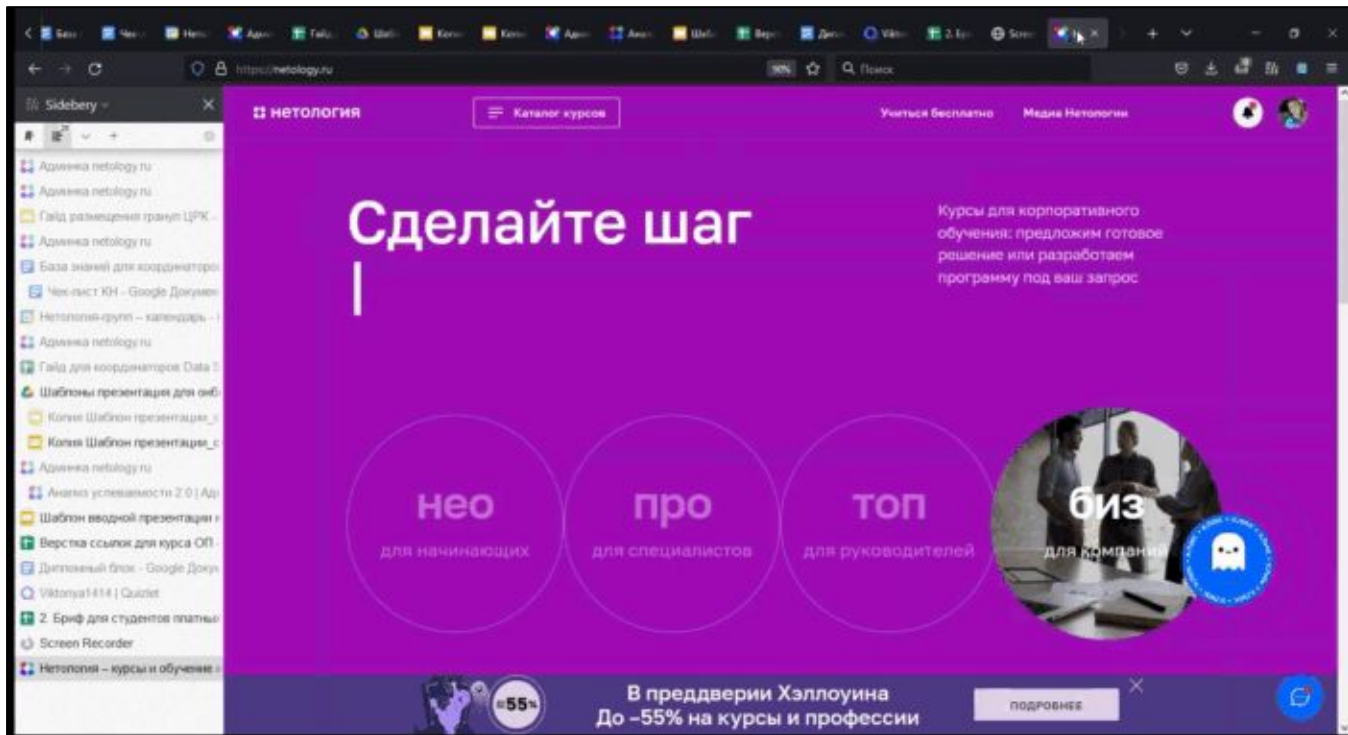 https://netology.ru
90%
Поиск
Sidebery
нетология
Каталог курсов
Учиться бесплатно
Медиа Нетологии
Админка netology.ru
Админка netology.ru
Гайд размещения гранул ЦРК -
Админка netology.ru
База знаний для координаторо
Чек-лист КН - Google Докумен
Нетология-групп – календарь -
Админка netology.ru
Гайд для координаторов Data
Шаблоны презентация для онб
Копия Шаблон презентации_с
Копия Шаблон презентации_с
Админка netology.ru
Анализ успеваемости 2.0 | Ад
Шаблон вводной презентации
Верстка ссылок для курса ОП -
Дипломный блок - Google Доку
Viktoriya1414 | Quizlet
2. Бриф для студентов платны
Screen Recorder
Нетология – курсы и обучение
Сделайте шаг
Курсы для корпоративного
обучения: предложим готовое
решение или разработаем
программу под ваш запрос
нео
для начинающих
про
для специалистов
топ
для руководителей
биз
для компаний
55%
В преддверии Хэллоуина
До –55% на курсы и профессии
ПОДРОБНЕЕ